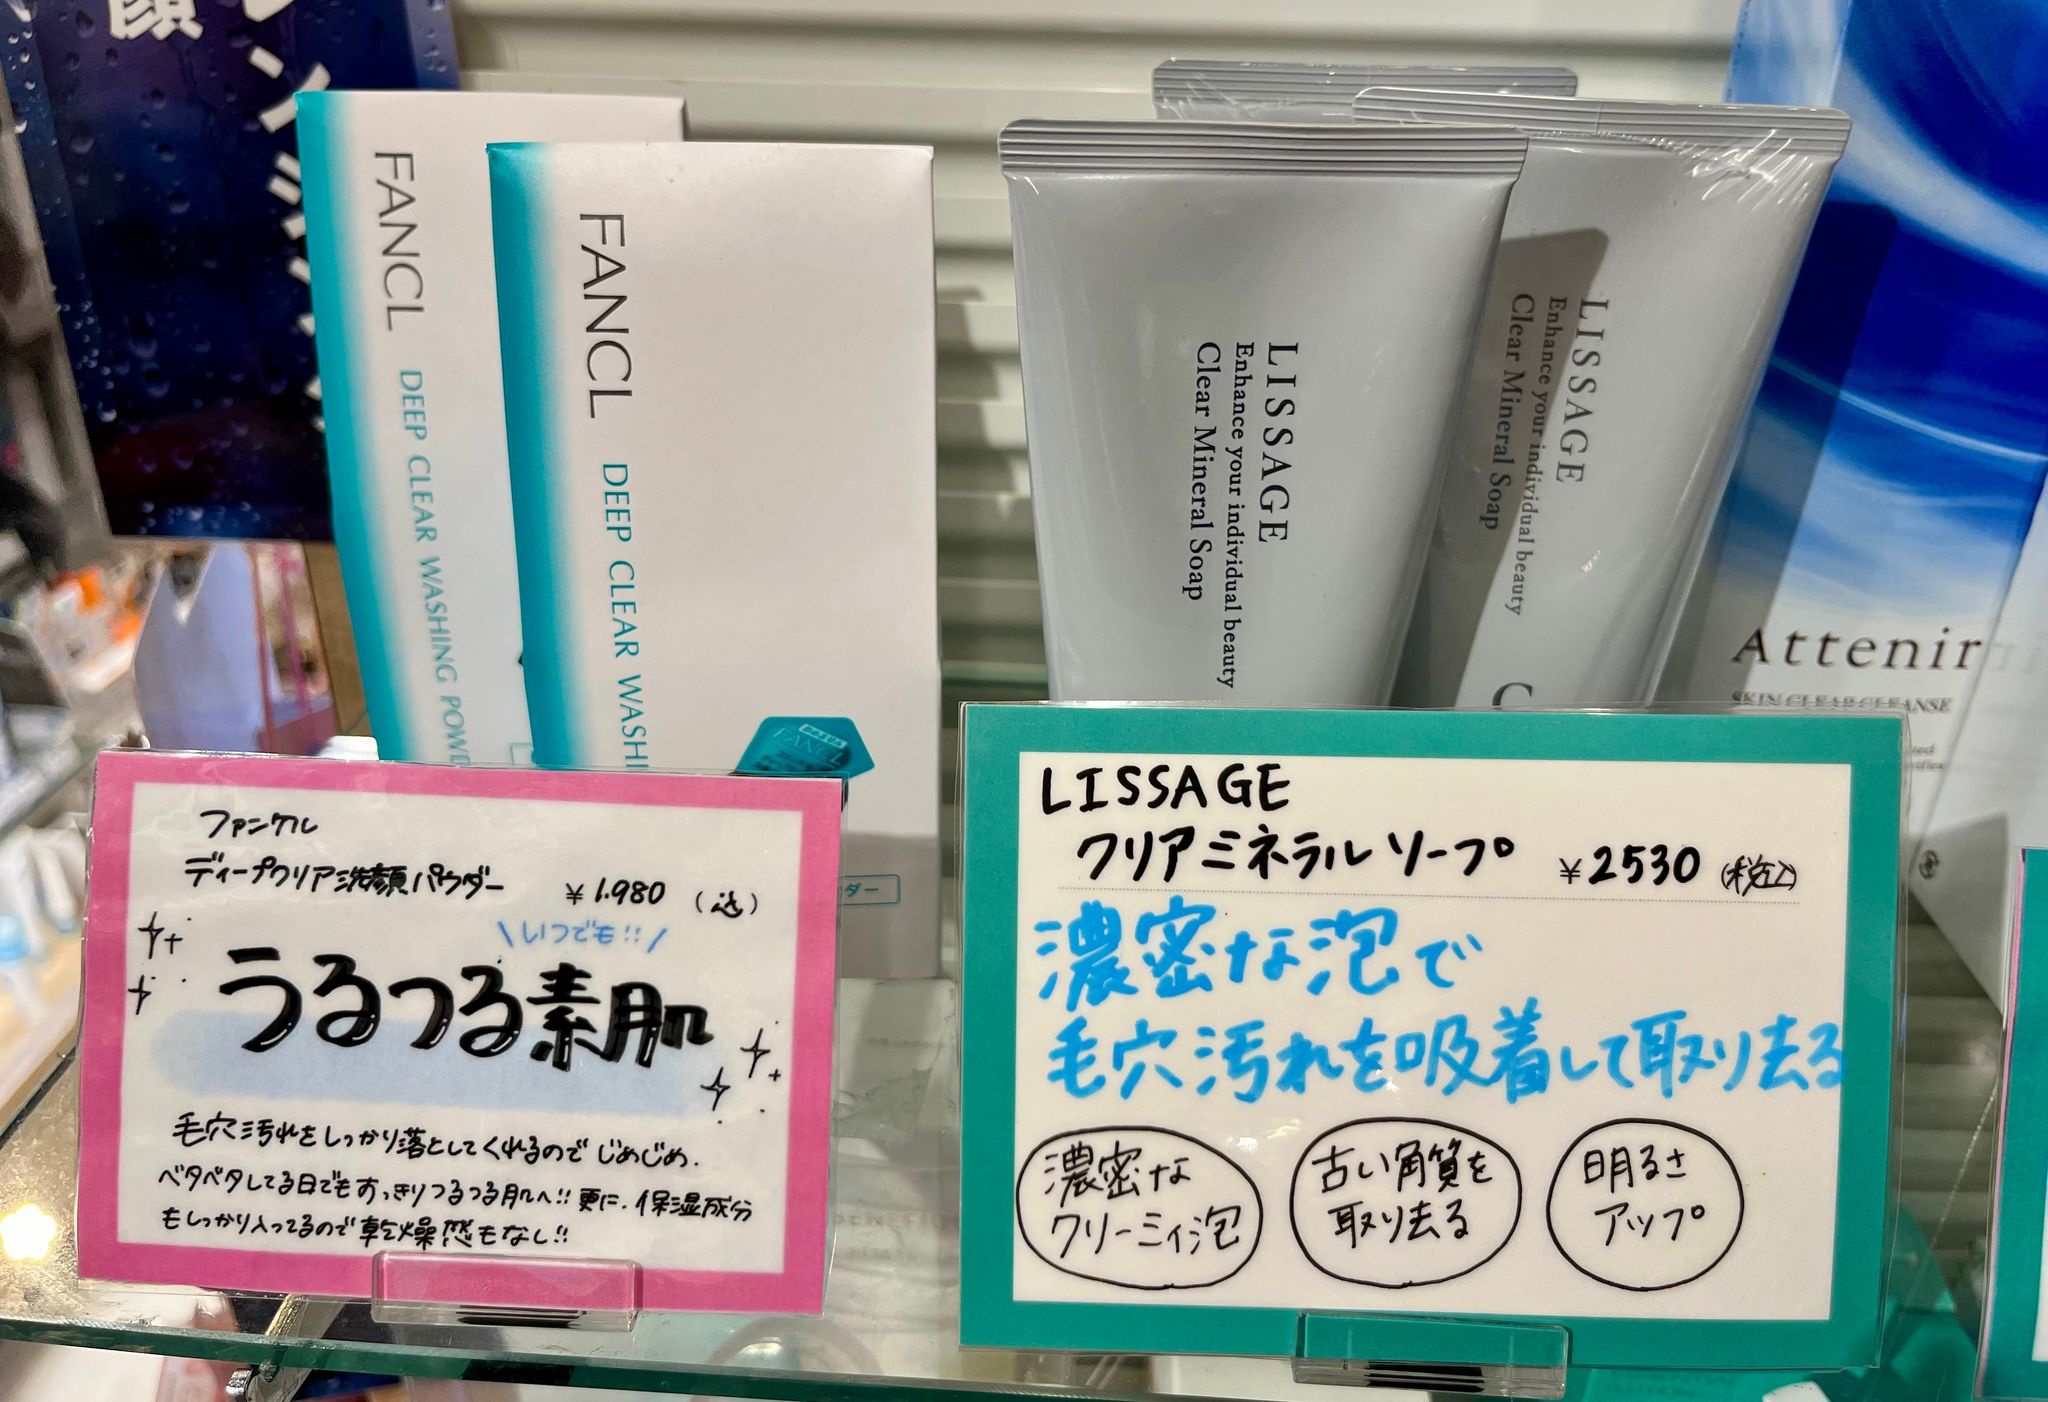 顔
FANCL
DEEP CLEAR WASHING POWD
FANCL
DEEP CLEAR WASHI
FANCL
LISSAGE
Enhance your individual beauty
Clear Mineral Soap
LISSAGE
Enhance your individual beauty
Clear Mineral Soap
C
Attenir
SKIN CLEAR CLEANSE
ダー
ファンケル
ディープクリア洗顔パウダー ¥1.980 (込)
\いつでも!!/
うるつる素肌
毛穴汚れをしっかり落としてくれるのでじめじめ.
ベタベタしてる日でもすっきりつるつる肌へ!! 更に、保湿成分
もしっかり入ってるので乾燥感もなし!!
LISSAGE
クリアミネラルソープ ¥2530 (税込)
濃密な泡で
毛穴汚れを吸着して取り去る
濃密な
クリーミィ泡
古い角質を
取り去る
明るさ
アップ